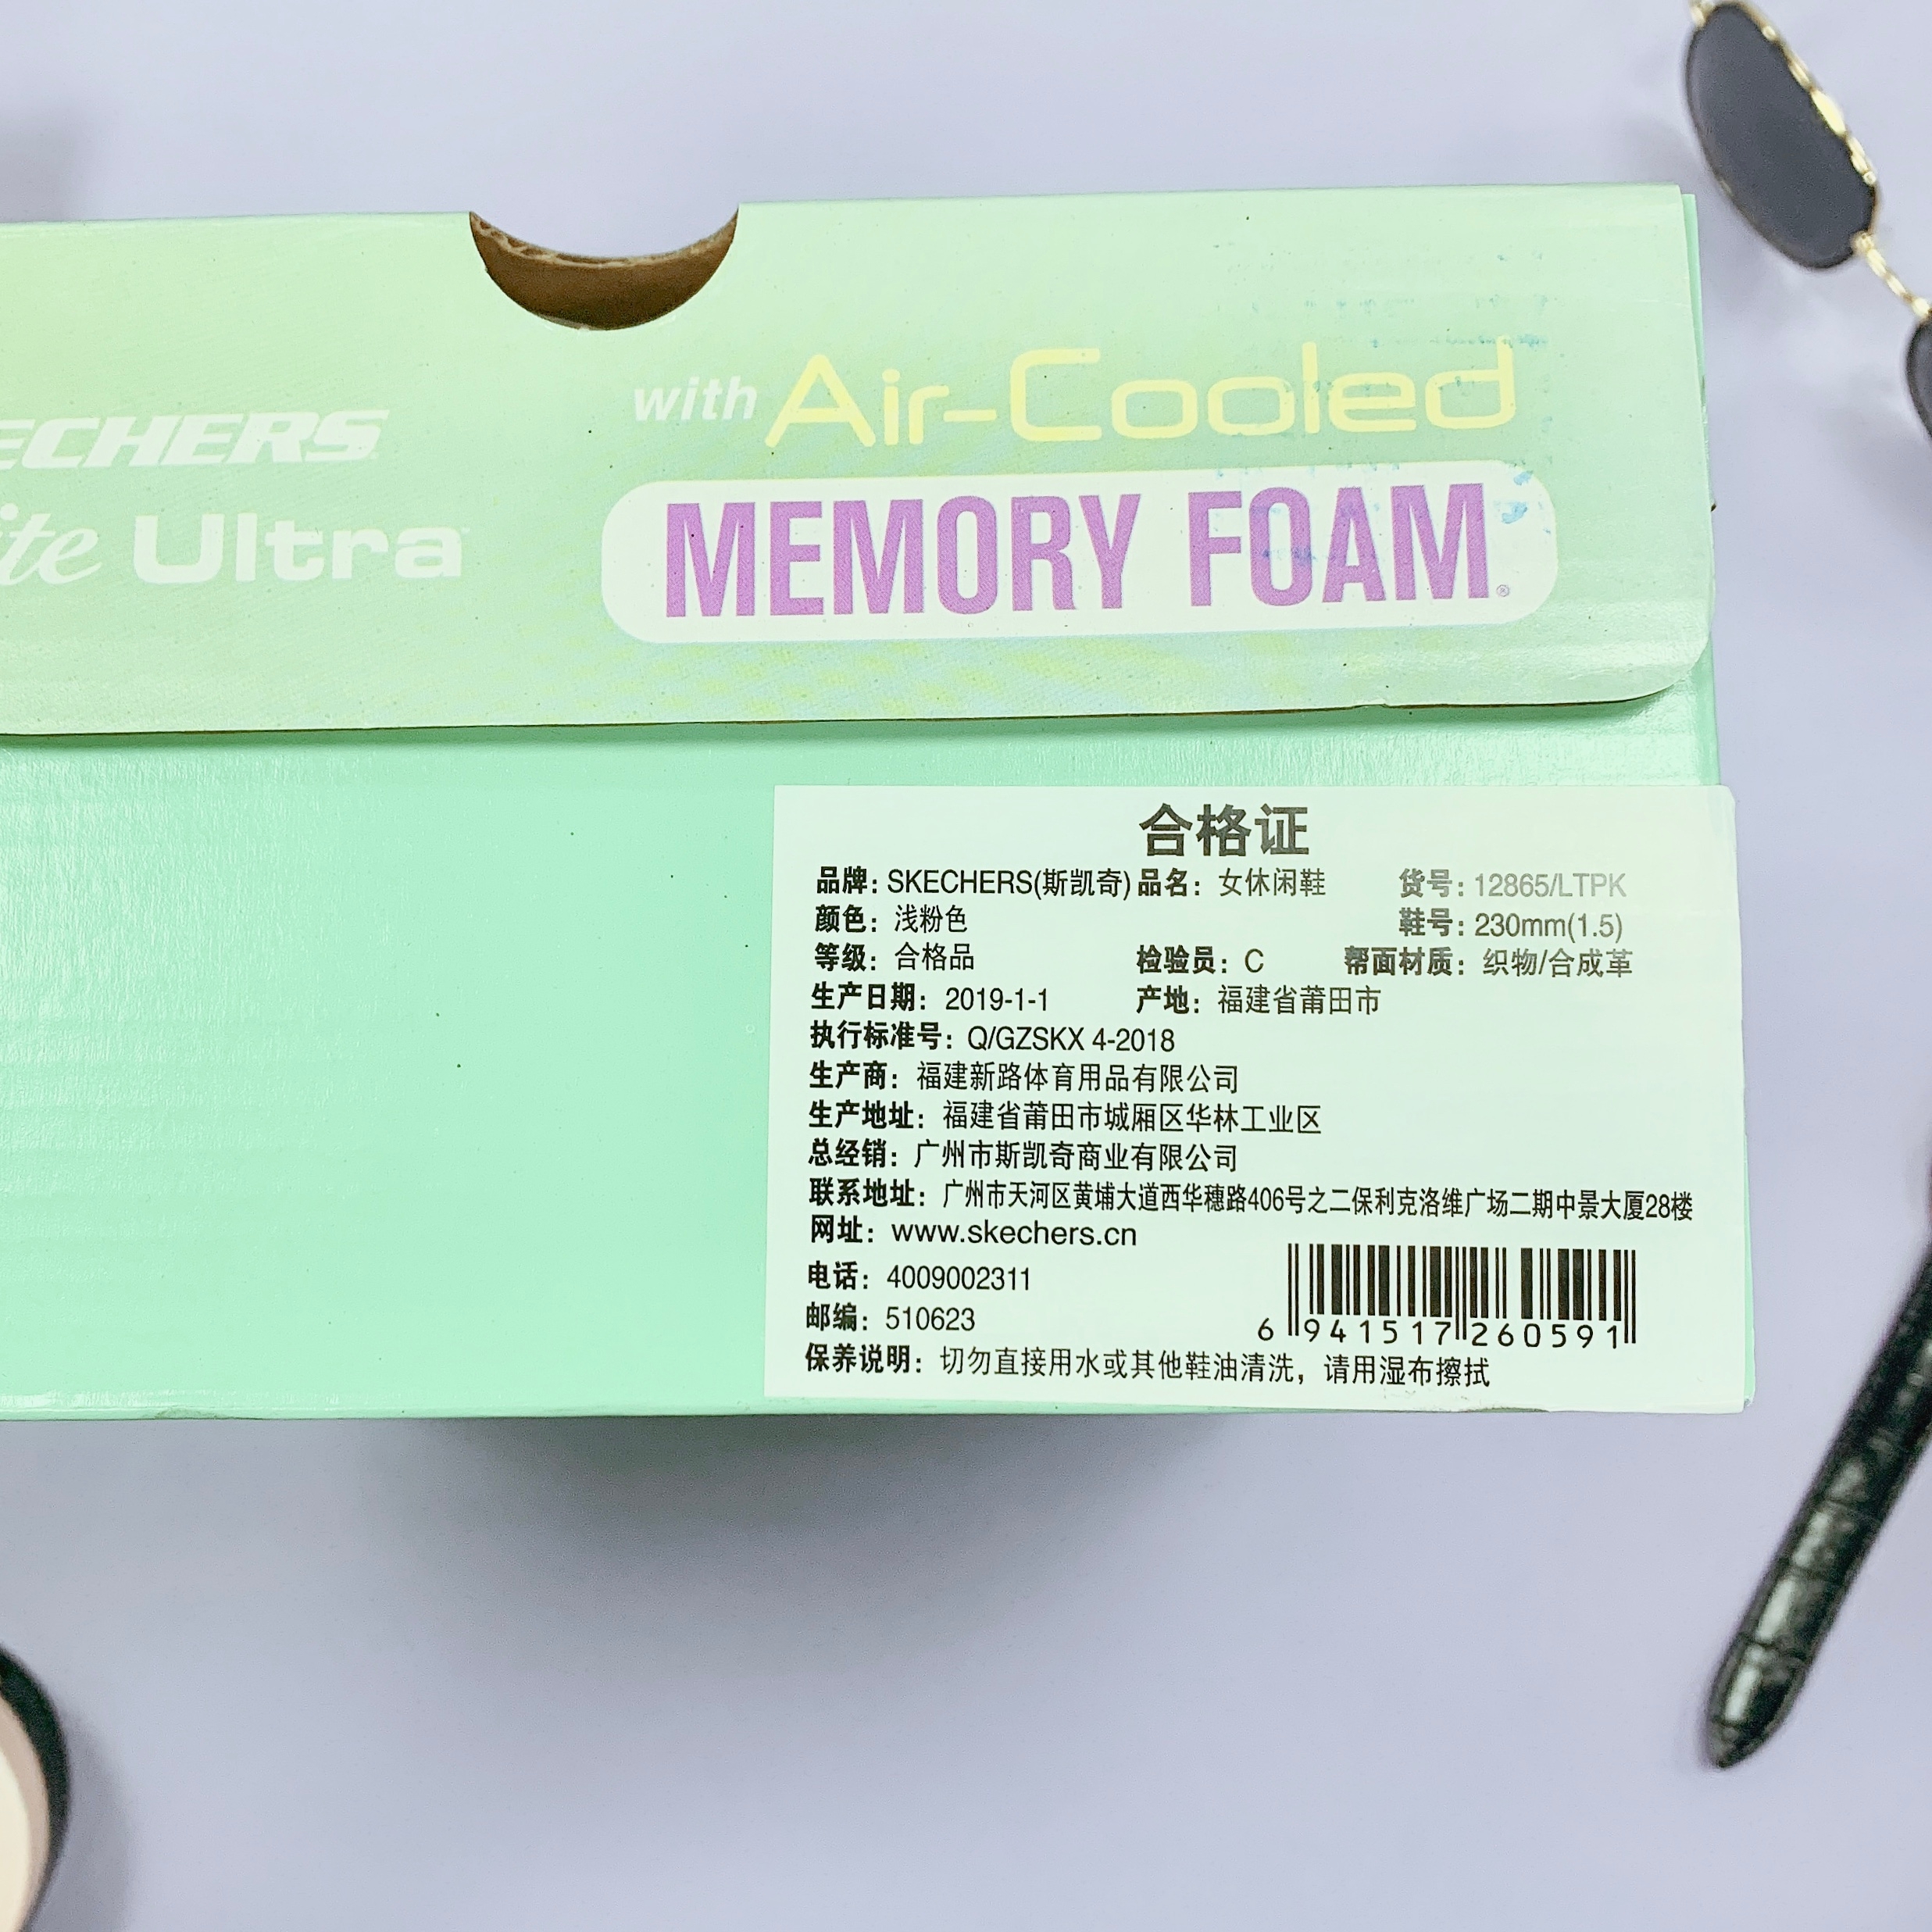 ECHERS
ite Ultra
with Air-Cooled
MEMORY FOAM®
合格证
品牌: SKECHERS(斯凯奇) 品名: 女休闲鞋 货号: 12865/LTPK
颜色: 浅粉色 鞋号: 230mm(1.5)
等级: 合格品 检验员: C 帮面材质: 织物/合成革
生产日期: 2019-1-1 产地: 福建省莆田市
执行标准号: Q/GZSKX 4-2018
生产商: 福建新路体育用品有限公司
生产地址: 福建省莆田市城厢区华林工业区
总经销: 广州市斯凯奇商业有限公司
联系地址: 广州市天河区黄埔大道西华穗路406号之二保利克洛维广场二期中景大厦28楼
网址: www.skechers.cn
电话: 4009002311
邮编: 510623
6 941517 260591
保养说明: 切勿直接用水或其他鞋油清洗，请用湿布擦拭